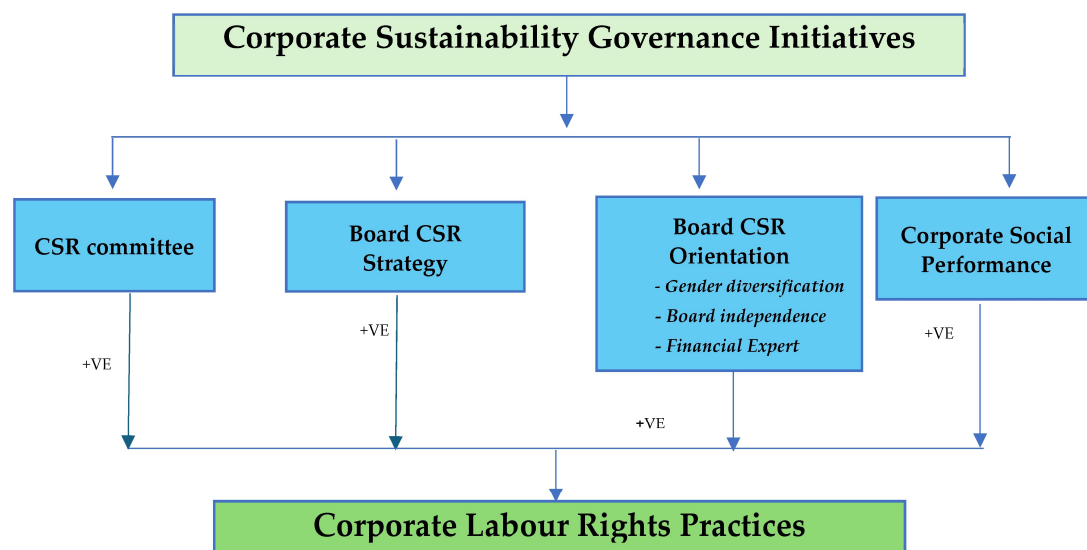 Corporate Sustainability Governance Initiatives
CSR committee
Board CSR
Strategy
Board CSR
Orientation
- Gender diversification
- Board independence
- Financial Expert
Corporate Social
Performance
+VE
+VE
+VE
+VE
Corporate Labour Rights Practices